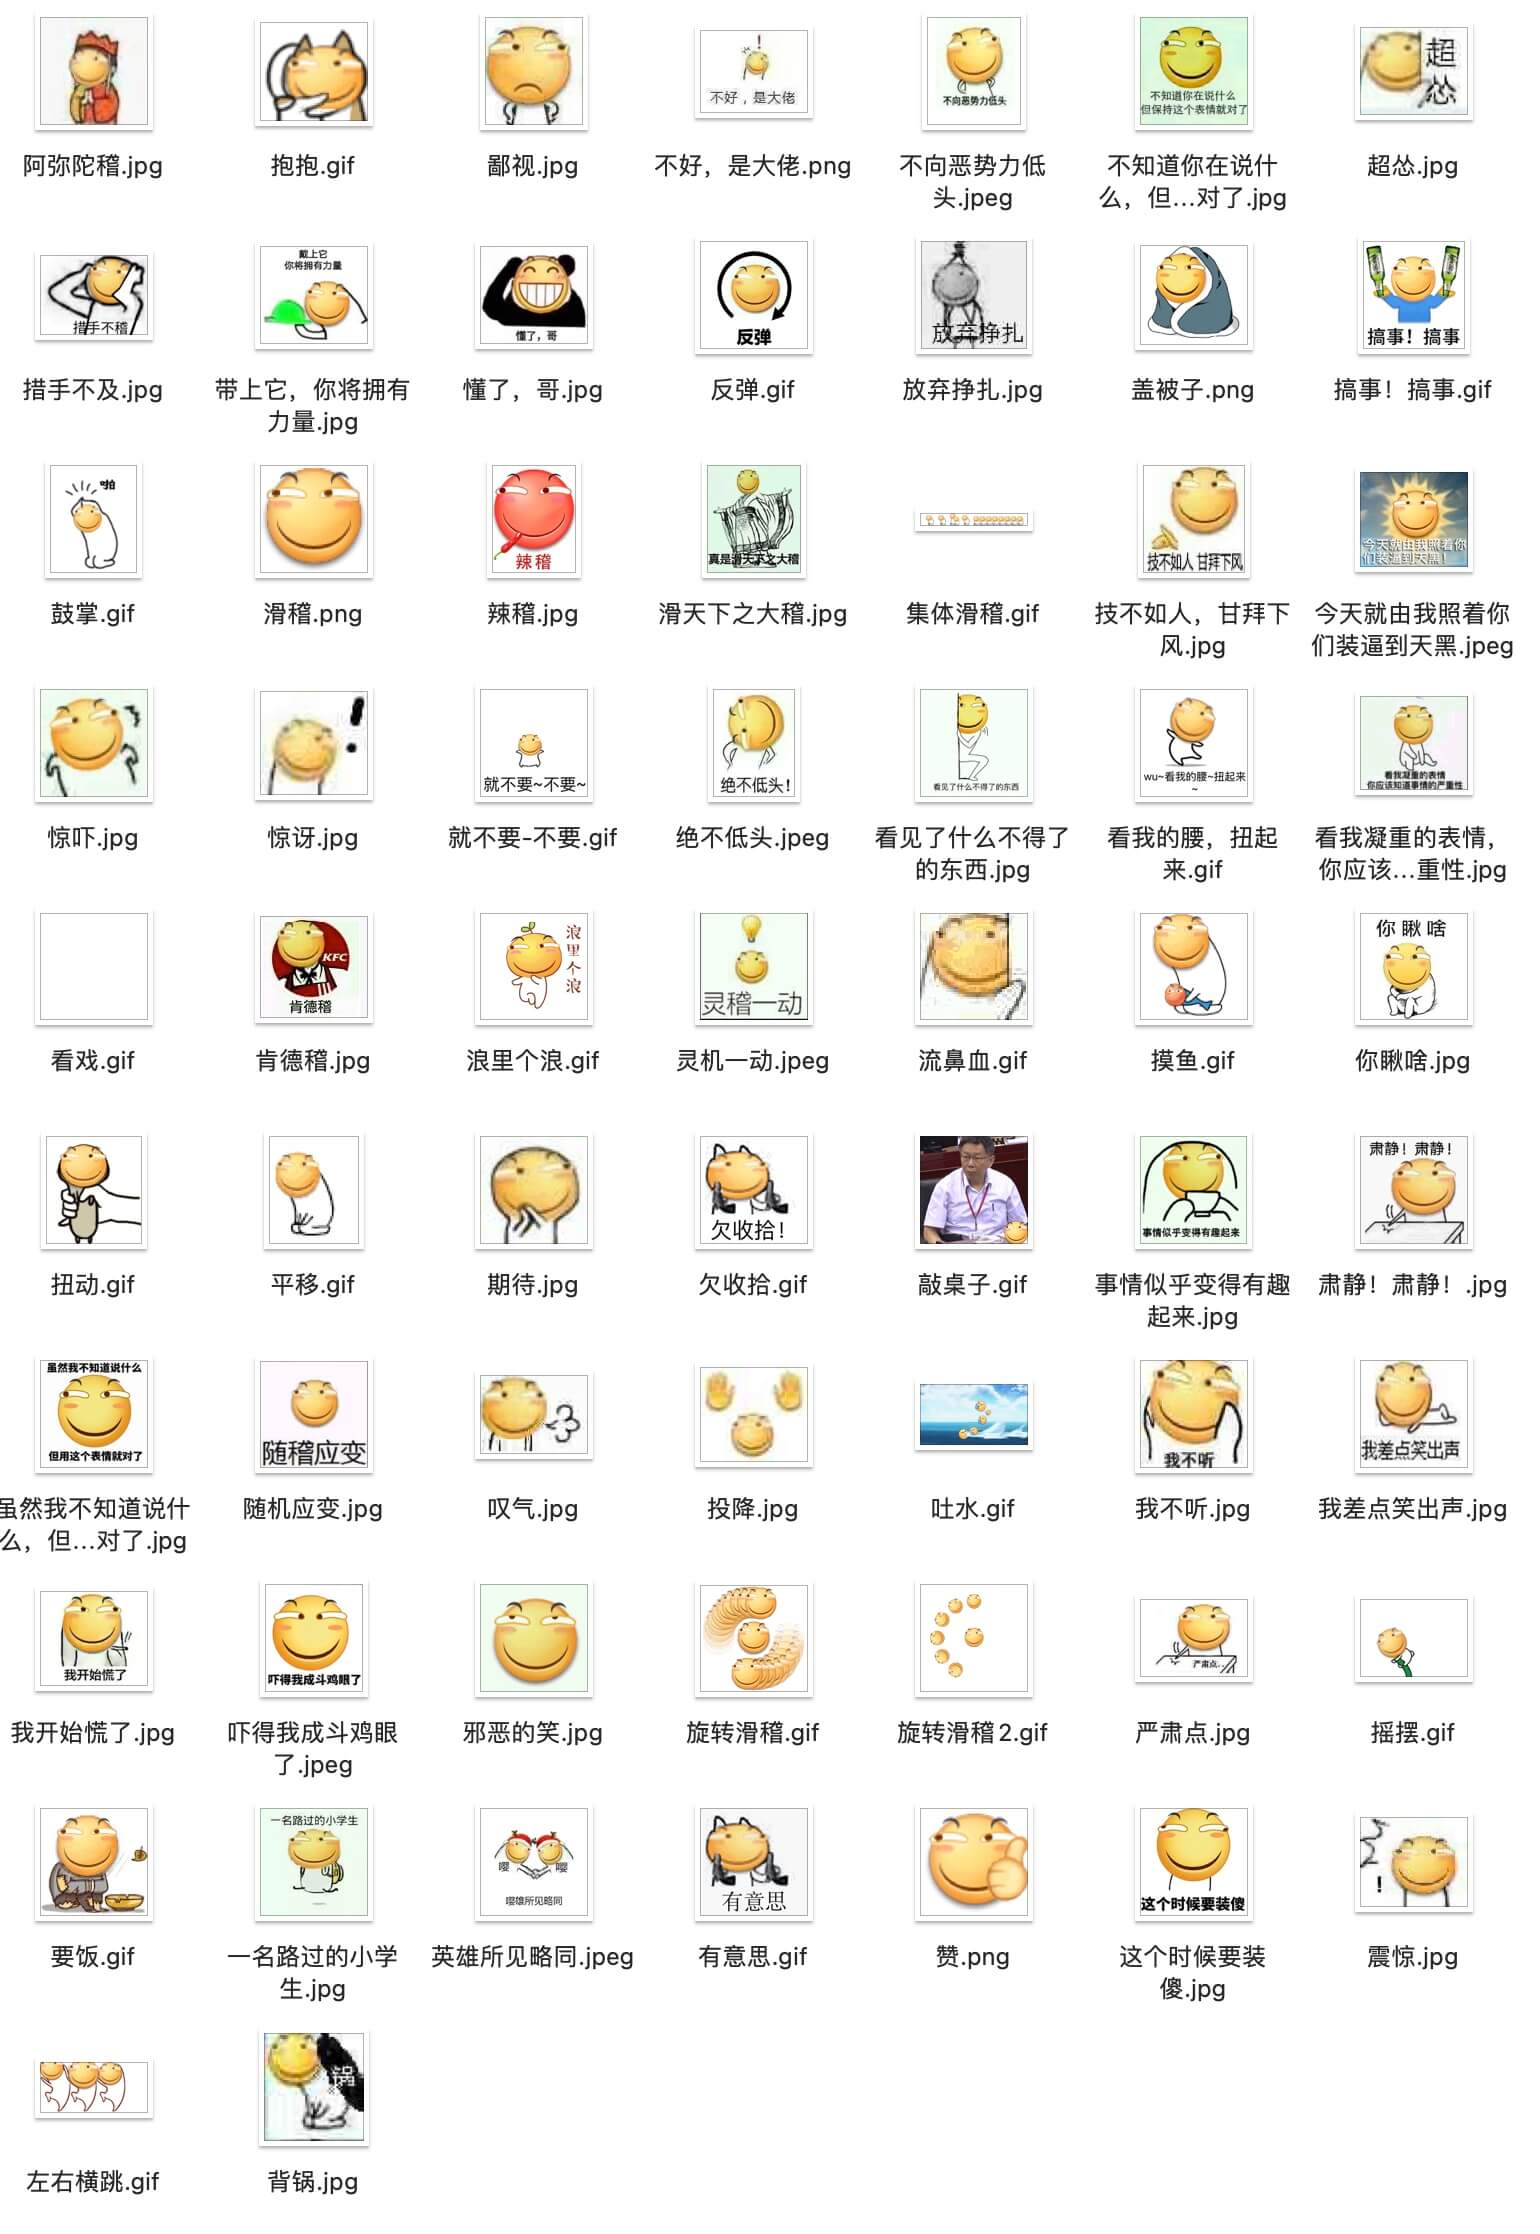 超
怂
不好，是大佬
不向恶势力低头
不知道你在说什么
但保持这个表情就对了
阿弥陀稽.jpg
抱抱.gif
鄙视.jpg
不好，是大佬.png
不向恶势力低
头.jpeg
不知道你在说什
么，但...对了.jpg
超怂.jpg
戴上它
你将拥有力量
措手不稽
懂了，哥
反弹
放弃挣扎
搞事！搞事
措手不及.jpg
带上它，你将拥有
力量.jpg
懂了，哥.jpg
反弹.gif
放弃挣扎.jpg
盖被子.png
搞事！搞事.gif
啪
辣稽
真是滑天下之大稽
技不如人 甘拜下风
今天就由我照着你
们装逼到天黑！
鼓掌.gif
滑稽.png
辣稽.jpg
滑天下之大稽.jpg
集体滑稽.gif
技不如人，甘拜下
风.jpg
今天就由我照着你
们装逼到天黑.jpeg
就不要~不要~
绝不低头！
看见了什么不得了的东西
wu~看我的腰~扭起来
~
看我凝重的表情
你应该知道事情的严重性
惊吓.jpg
惊讶.jpg
就不要-不要.gif
绝不低头.jpeg
看见了什么不得了
的东西.jpg
看我的腰，扭起
来.gif
看我凝重的表情，
你应该...重性.jpg
KFC
肯德稽
浪里个浪
灵稽一动
你瞅啥
看戏.gif
肯德稽.jpg
浪里个浪.gif
灵机一动.jpeg
流鼻血.gif
摸鱼.gif
你瞅啥.jpg
欠收拾！
事情似乎变得有趣起来
肃静！肃静！
扭动.gif
平移.gif
期待.jpg
欠收拾.gif
敲桌子.gif
事情似乎变得有趣
起来.jpg
肃静！肃静！.jpg
虽然我不知道说什么
但用这个表情就对了
随稽应变
我不听
我差点笑出声
虽然我不知道说什
么，但...对了.jpg
随机应变.jpg
叹气.jpg
投降.jpg
吐水.gif
我不听.jpg
我差点笑出声.jpg
我开始慌了
吓得我成斗鸡眼了
严肃点..
我开始慌了.jpg
吓得我成斗鸡眼
了.jpeg
邪恶的笑.jpg
旋转滑稽.gif
旋转滑稽2.gif
严肃点.jpg
摇摆.gif
一名路过的小学生
嘤
嘤
嘤雄所见略同
有意思
这个时候要装傻
!
要饭.gif
一名路过的小学
生.jpg
英雄所见略同.jpeg
有意思.gif
赞.png
这个时候要装
傻.jpg
震惊.jpg
锅
左右横跳.gif
背锅.jpg